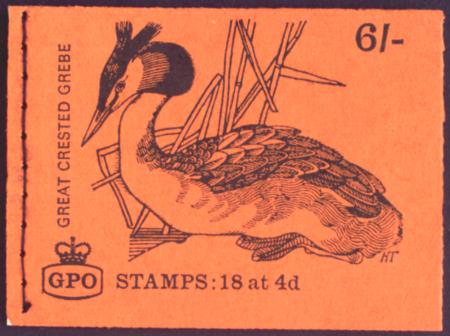 6/-
GREAT CRESTED GREBE
HT
GPO
STAMPS: 18 at 4d